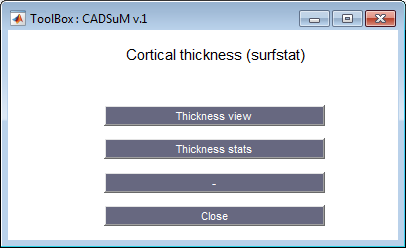 ToolBox : CADSuM v.1
Cortical thickness (surfstat)
Thickness view
Thickness stats
-
Close